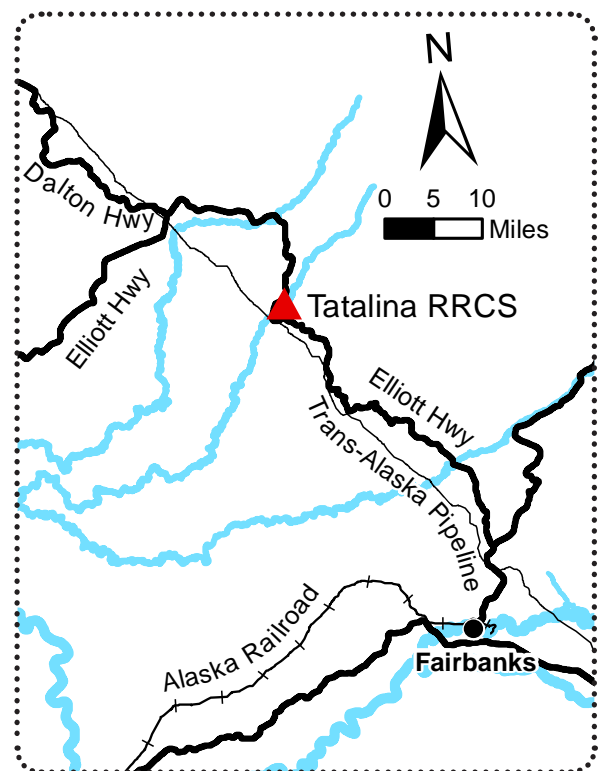 N
0 5 10
Miles
Dalton Hwy
Elliott Hwy
Tatalina RRCS
Elliott Hwy
Trans-Alaska Pipeline
Alaska Railroad
Fairbanks